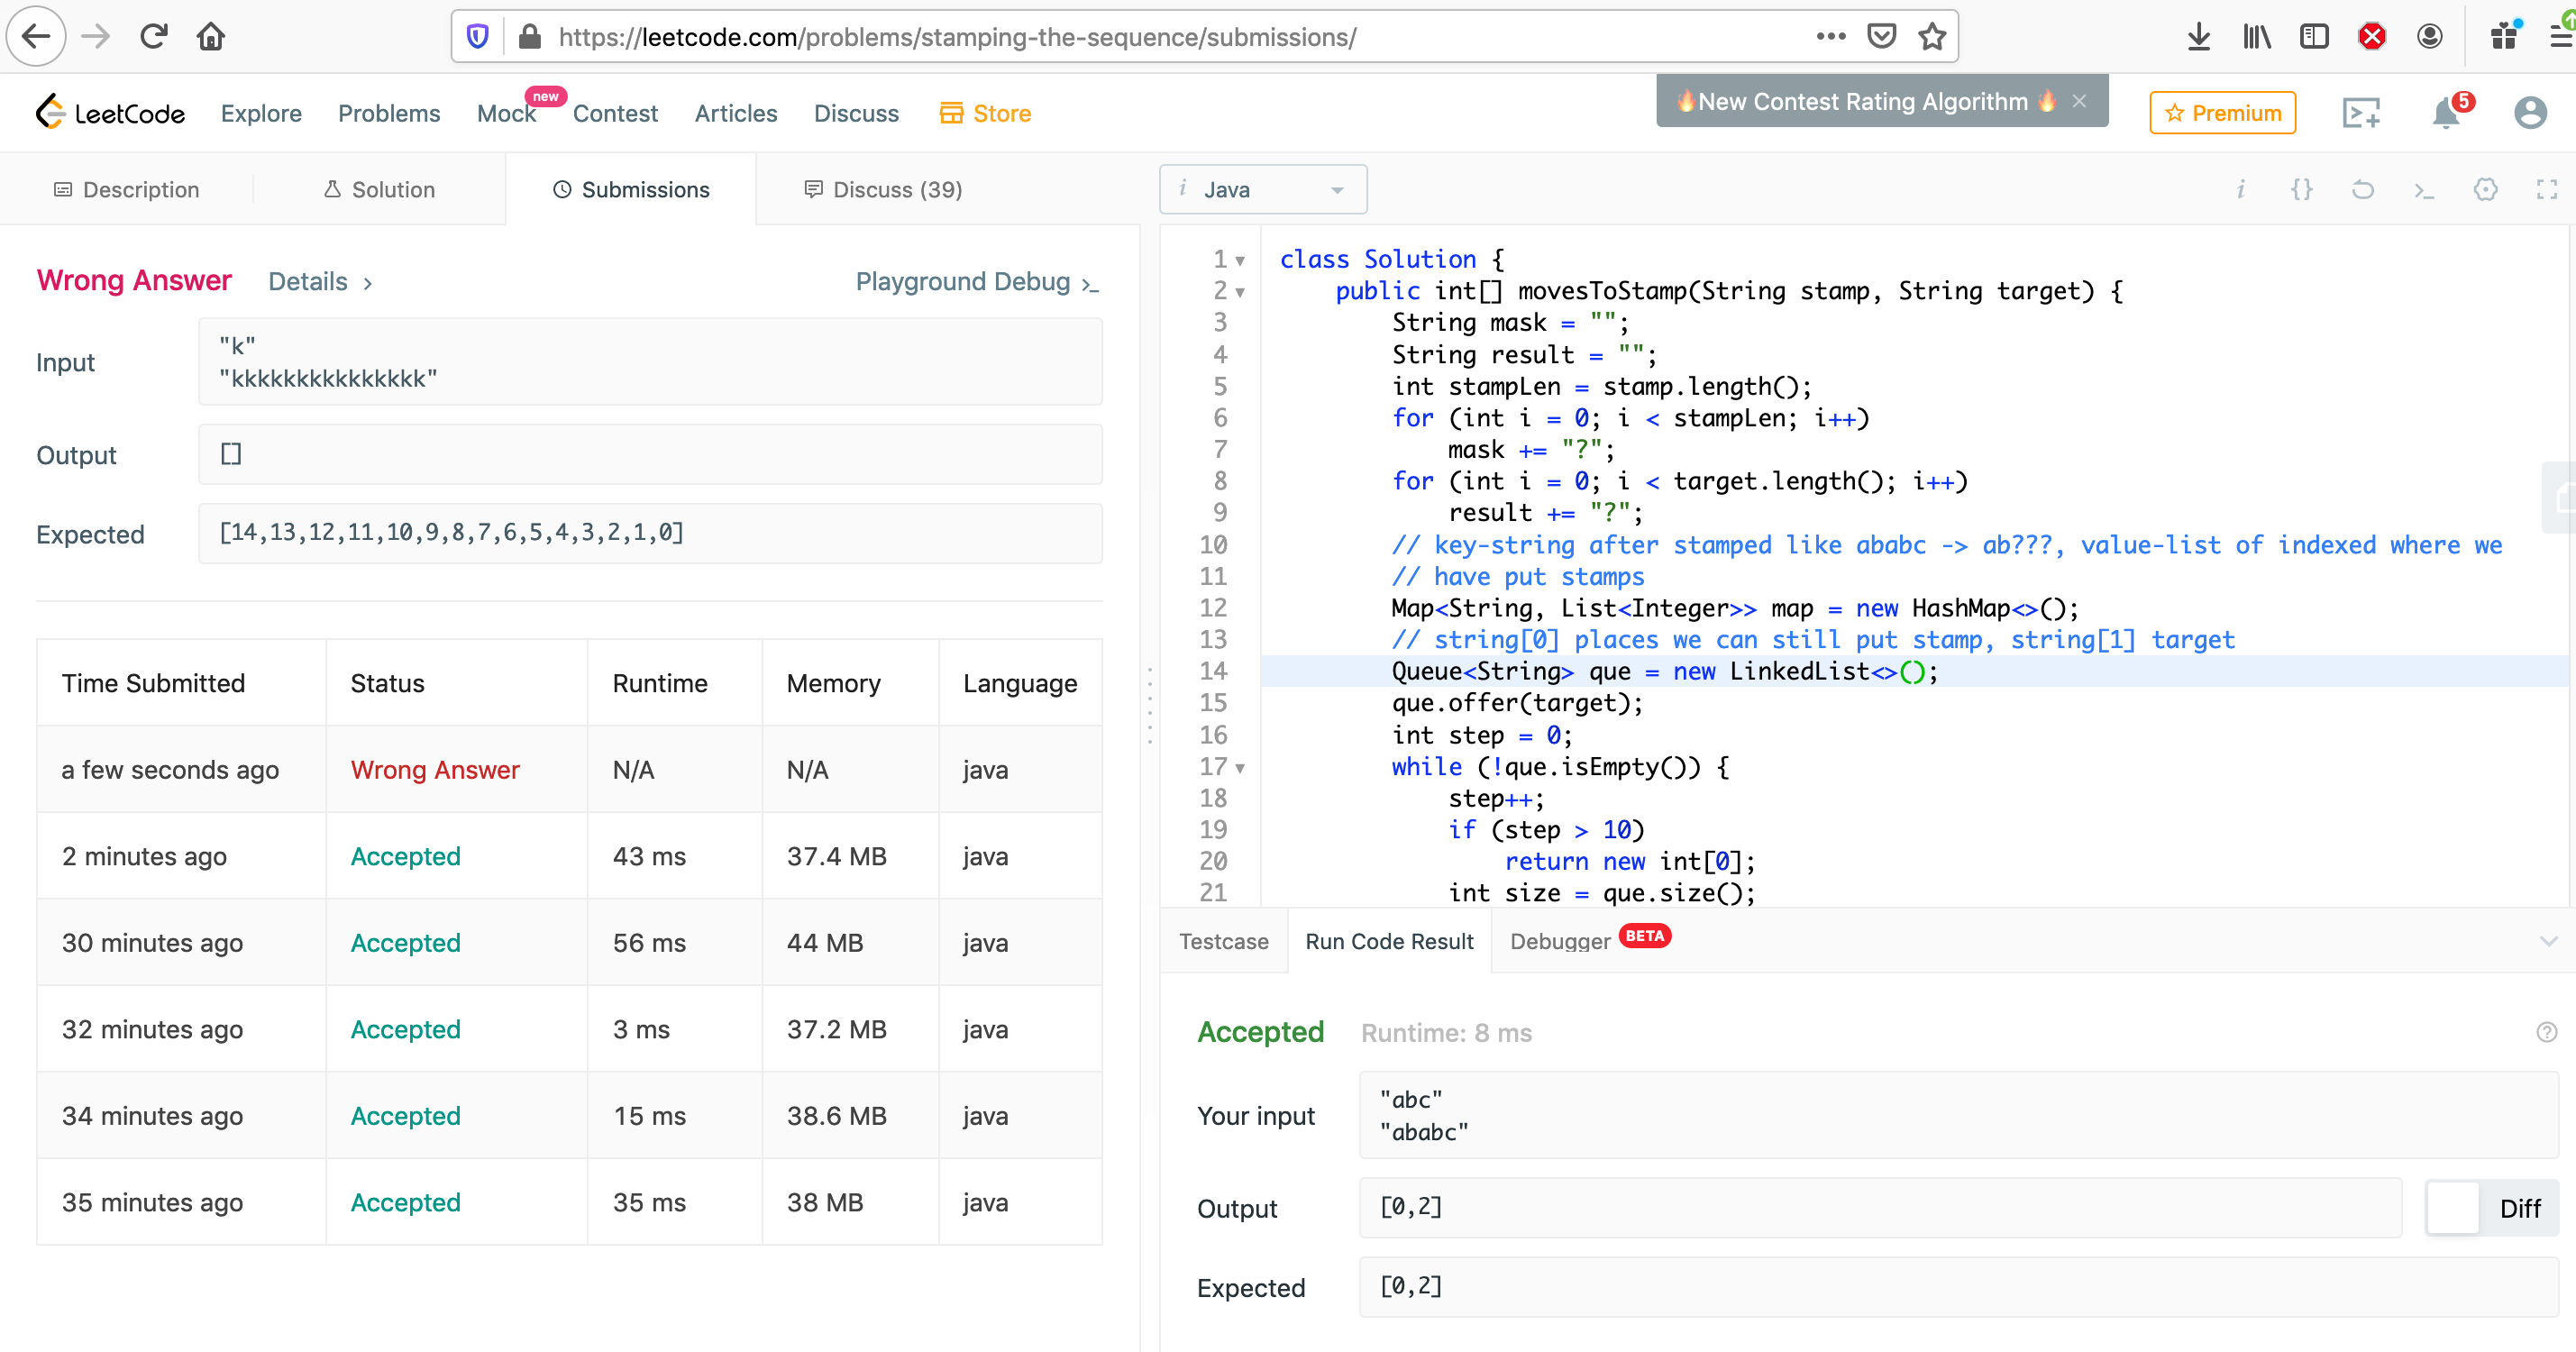 https://leetcode.com/problems/stamping-the-sequence/submissions/
LeetCode
Explore
Problems
Mock
new
Contest
Articles
Discuss
Store
🔥New Contest Rating Algorithm 🔥
Premium
5
Description
Solution
Submissions
Discuss (39)
i Java
Wrong Answer
Details
Playground Debug
Input
"k"
"kkkkkkkkkkkkkkk"
Output
[]
Expected
[14,13,12,11,10,9,8,7,6,5,4,3,2,1,0]
Time Submitted Status Runtime Memory Language
a few seconds ago Wrong Answer N/A N/A java
2 minutes ago Accepted 43 ms 37.4 MB java
30 minutes ago Accepted 56 ms 44 MB java
32 minutes ago Accepted 3 ms 37.2 MB java
34 minutes ago Accepted 15 ms 38.6 MB java
35 minutes ago Accepted 35 ms 38 MB java
1 class Solution {
2 public int[] movesToStamp(String stamp, String target) {
3 String mask = "";
4 String result = "";
5 int stampLen = stamp.length();
6 for (int i = 0; i < stampLen; i++)
7 mask += "?";
8 for (int i = 0; i < target.length(); i++)
9 result += "?";
10 // key-string after stamped like ababc -> ab???, value-list of indexed where we
11 // have put stamps
12 Map<String, List<Integer>> map = new HashMap<>();
13 // string[0] places we can still put stamp, string[1] target
14 Queue<String> que = new LinkedList<>();
15 que.offer(target);
16 int step = 0;
17 while (!que.isEmpty()) {
18 step++;
19 if (step > 10)
20 return new int[0];
21 int size = que.size();
Testcase
Run Code Result
Debugger
BETA
Accepted
Runtime: 8 ms
Your input
"abc"
"ababc"
Output
[0,2]
Diff
Expected
[0,2]